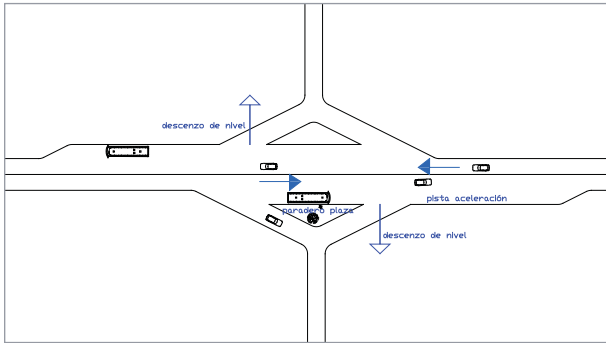 descenzo de nivel
pista aceleración
paradero plaza
descenzo de nivel